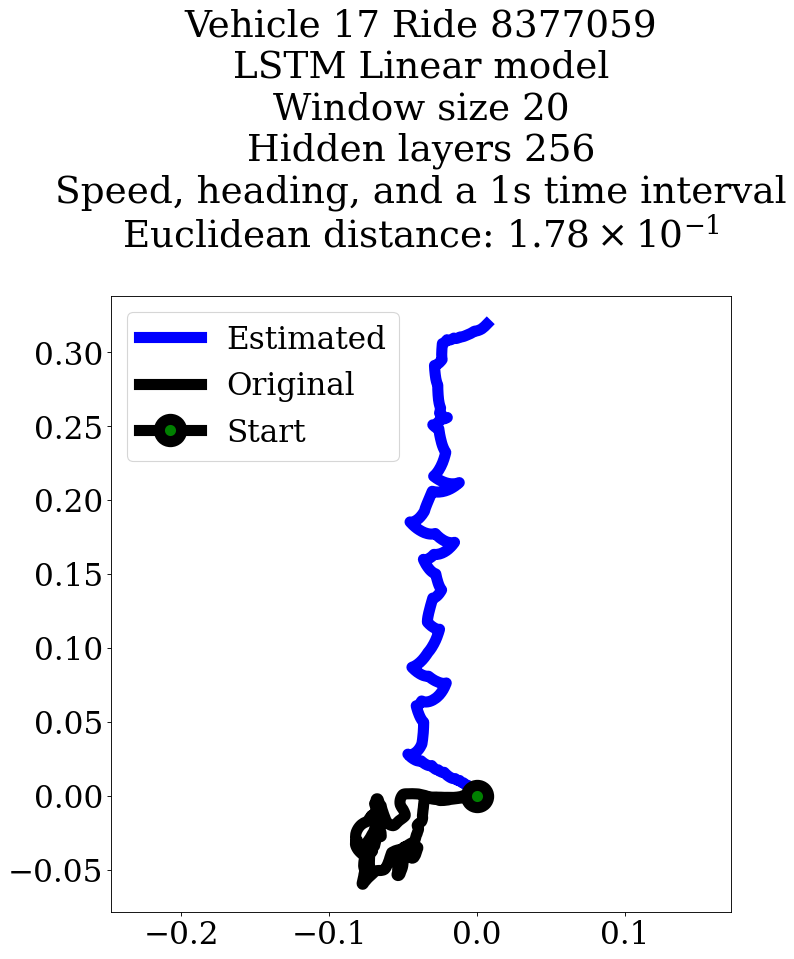 Vehicle 17 Ride 8377059
LSTM Linear model
Window size 20
Hidden layers 256
Speed, heading, and a 1s time interval
Euclidean distance: 1.78 × 10⁻¹
Estimated
Original
Start
0.30
0.25
0.20
0.15
0.10
0.05
0.00
−0.05
−0.2 −0.1 0.0 0.1